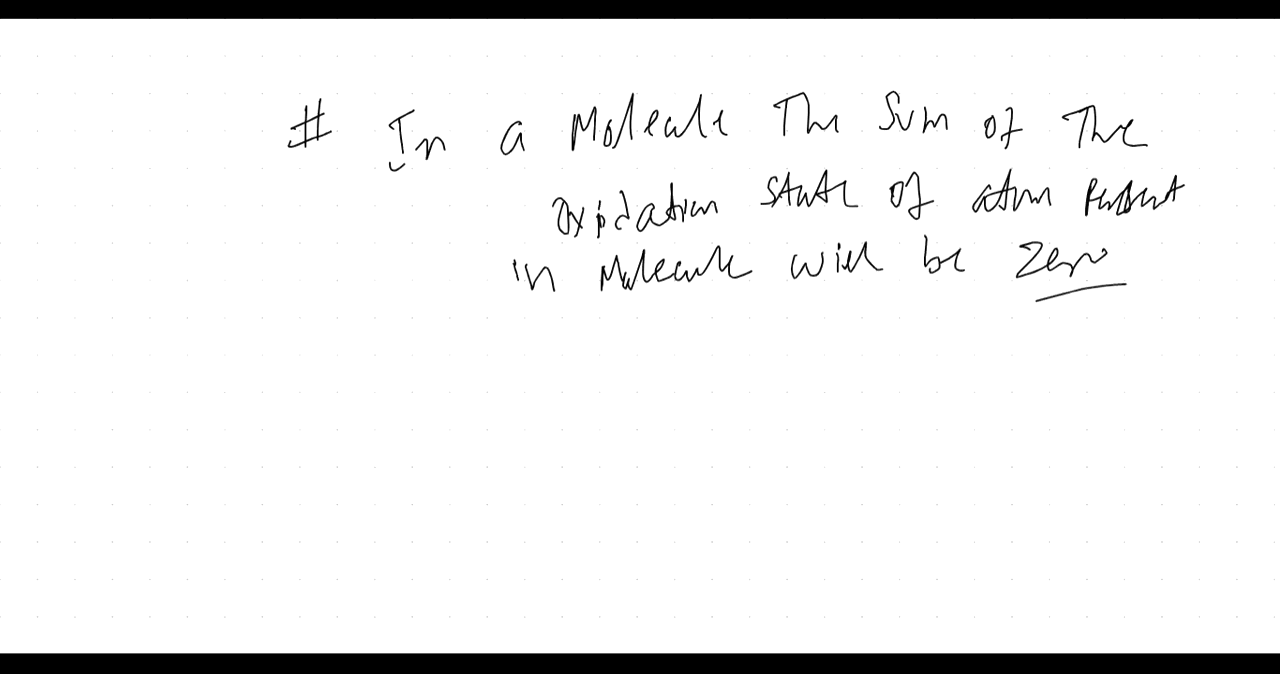 # In a Molecule The Sum of The
oxidation state of atom Present
in Molecule will be Zero